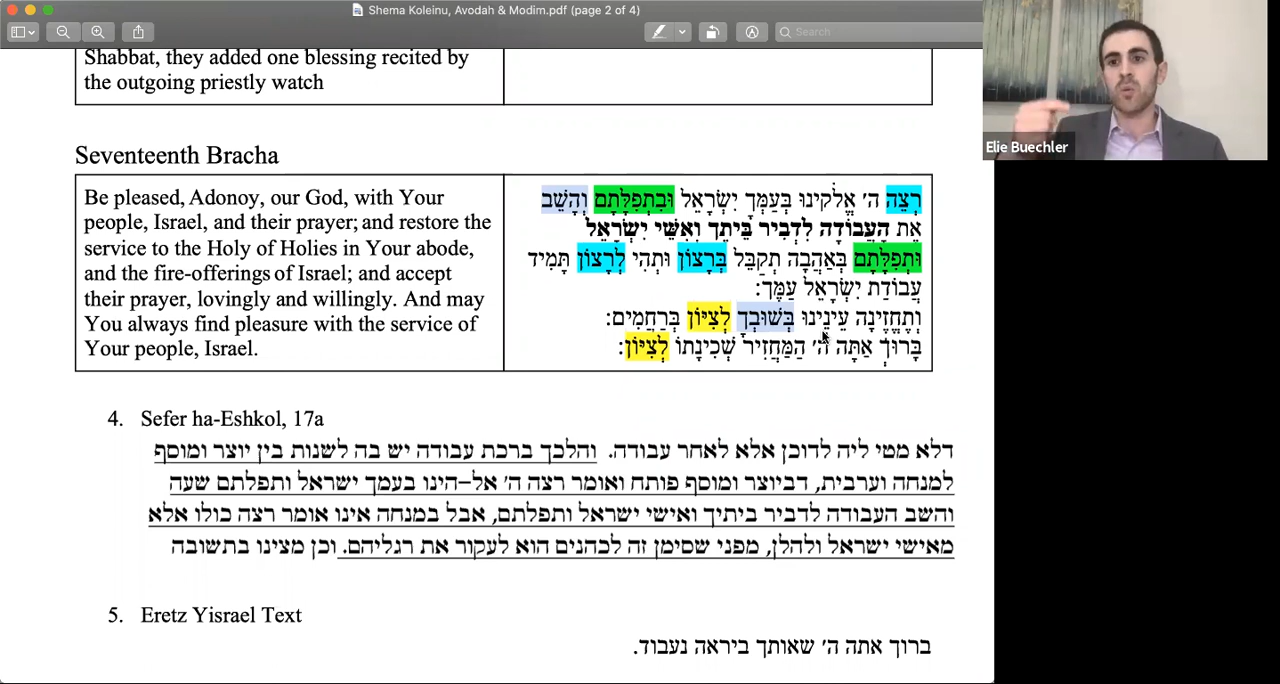 Shema Koleinu, Avodah & Modim.pdf (page 2 of 4)
Search
Shabbat, they added one blessing recited by
the outgoing priestly watch
Elie Buechler
Seventeenth Bracha
Be pleased, Adonoy, our God, with Your
people, Israel, and their prayer; and restore the
service to the Holy of Holies in Your abode,
and the fire-offerings of Israel; and accept
their prayer, lovingly and willingly. And may
You always find pleasure with the service of
Your people, Israel.
רְצֵה ה׳ אֱלֹקֵינוּ בְּעַמְּךָ יִשְׂרָאֵל וּבִתְפִלָּתָם וְהָשֵׁב
אֶת הָעֲבוֹדָה לִדְבִיר בֵּיתֶךָ וְאִשֵּׁי יִשְׂרָאֵל
וּתְפִלָּתָם בְּאַהֲבָה תְקַבֵּל בְּרָצוֹן וּתְהִי לְרָצוֹן תָּמִיד
עֲבוֹדַת יִשְׂרָאֵל עַמֶּךָ:
וְתֶחֱזֶינָה עֵינֵינוּ בְּשׁוּבְךָ לְצִיּוֹן בְּרַחֲמִים:
בָּרוּךְ אַתָּה ה׳ הַמַּחֲזִיר שְׁכִינָתוֹ לְצִיּוֹן:
4. Sefer ha-Eshkol, 17a
דלא מטי ליה לדוכן אלא לאחר עבודה. והלכך ברכת עבודה יש בה לשנות בין יוצר ומוסף
למנחה וערבית, דביוצר ומוסף פותח ואומר רצה ה׳ אל-הינו בעמך ישראל ותפלתם שעה
והשב העבודה לדביר ביתיך ואישי ישראל ותפלתם, אבל במנחה אינו אומר רצה כולו אלא
מאישי ישראל ולהלן, מפני שסימן זה לכהנים הוא לעקור את רגליהם. וכן מצינו בתשובה
5. Eretz Yisrael Text
ברוך אתה ה׳ שאותך ביראה נעבוד.